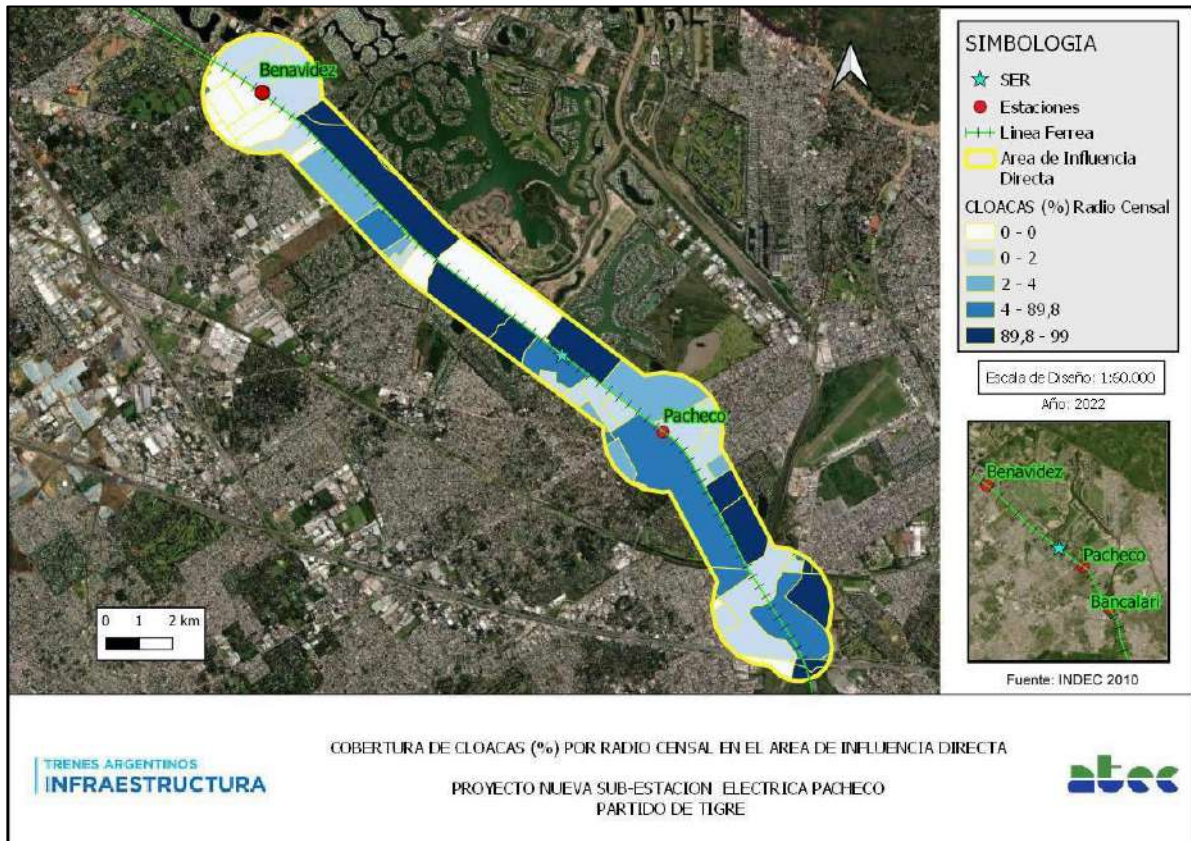 Benavidez
Pacheco
0 1 2 km
SIMBOLOGIA
SER
Estaciones
Linea Ferrea
Area de Influencia
Directa
CLOACAS (%) Radio Censal
0 - 0
0 - 2
2 - 4
4 - 89,8
89,8 - 99
Escala de Diseño: 1:60.000
Año: 2022
Benavidez
Pacheco
Bancalari
Fuente: INDEC 2010
TRENES ARGENTINOS
INFRAESTRUCTURA
COBERTURA DE CLOACAS (%) POR RADIO CENSAL EN EL AREA DE INFLUENCIA DIRECTA
PROYECTO NUEVA SUB-ESTACION ELECTRICA PACHECO
PARTIDO DE TIGRE
atec